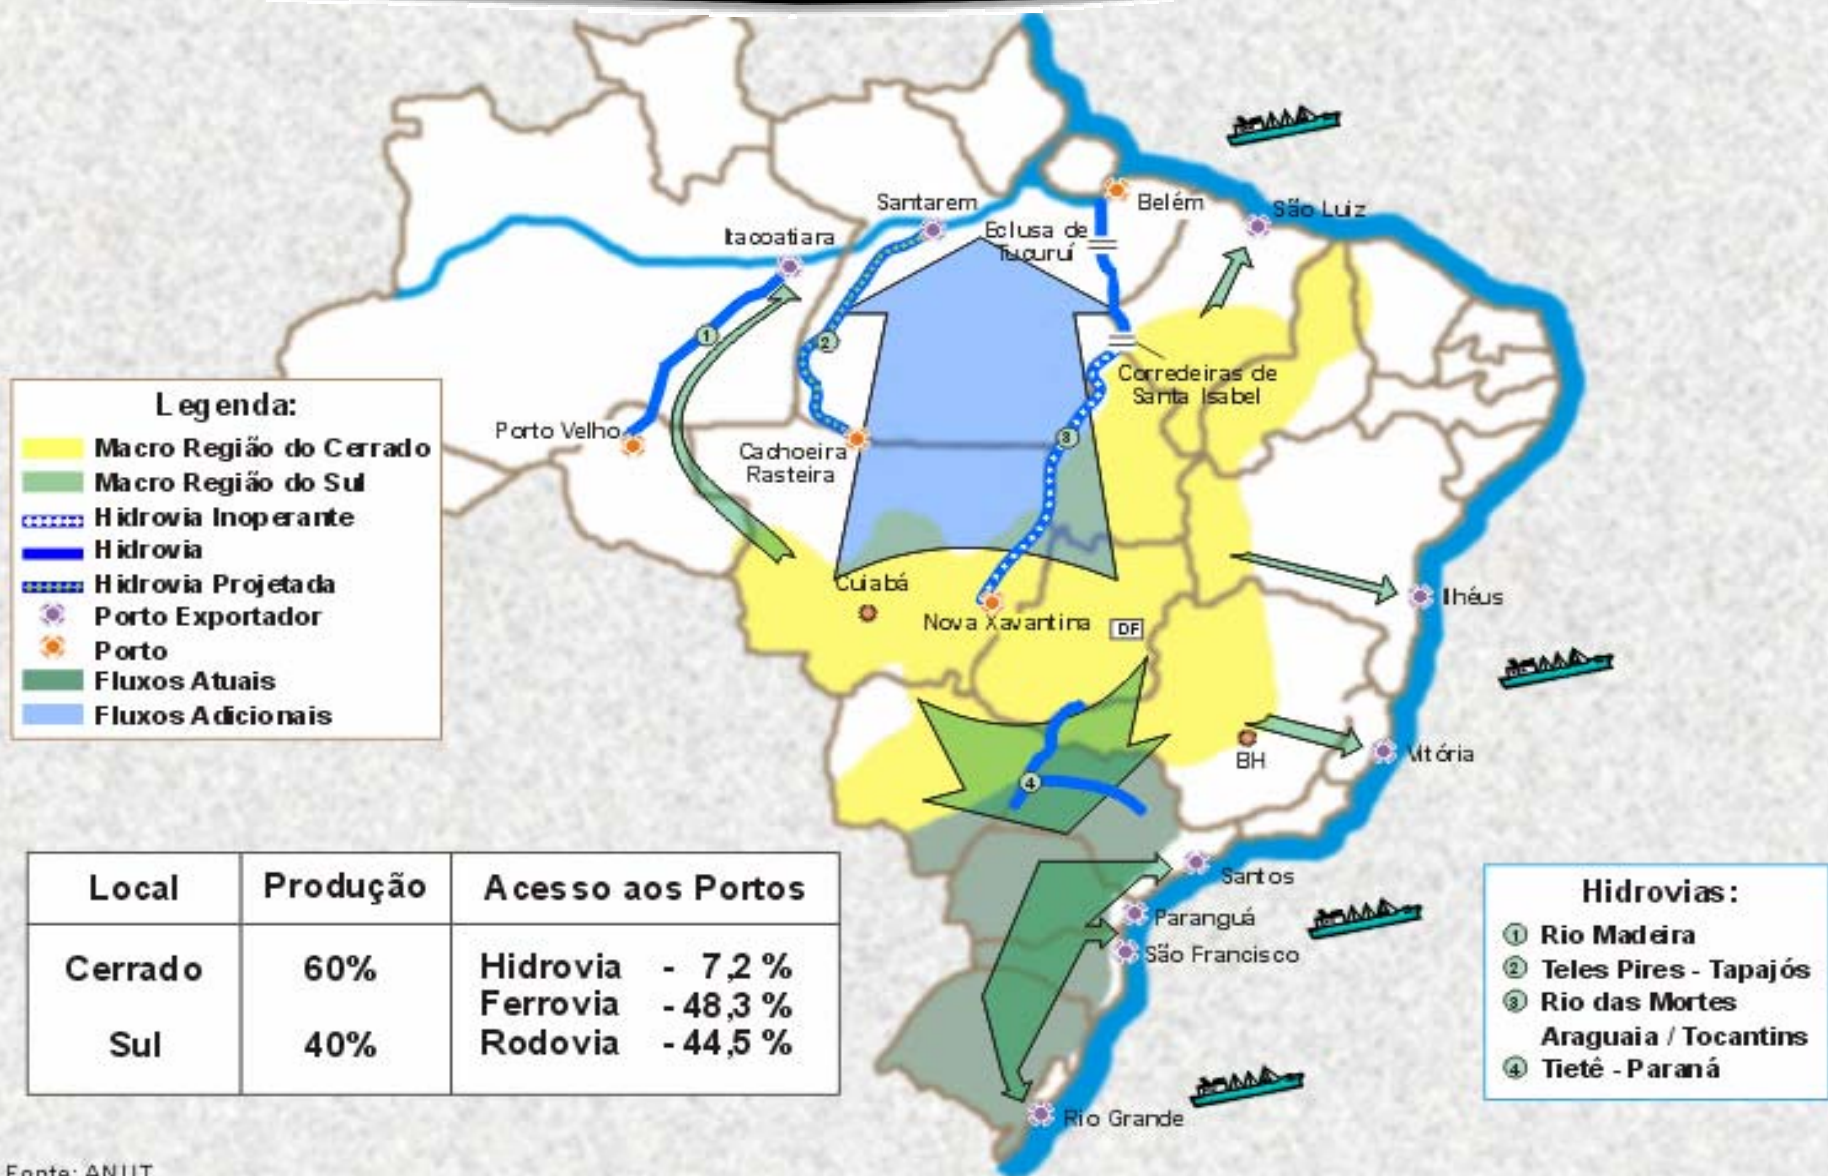 Santarem
Belém
São Luiz
Itacoatiara
Eclusa de
Tucuruí
1
2
Corredeiras de
Santa Isabel
Porto Velho
Cachoeira
Rasteira
3
Legenda:
Macro Região do Cerrado
Macro Região do Sul
Hidrovia Inoperante
Hidrovia
Hidrovia Projetada
Porto Exportador
Porto
Fluxos Atuais
Fluxos Adicionais
Cuiabá
Nova Xavantina
DF
Ilhéus
BH
Vitória
4
Santos
Paranguá
São Francisco
Rio Grande
Local Produção Acesso aos Portos
Cerrado 60% Hidrovia - 7,2 %
Ferrovia - 48,3 %
Sul 40% Rodovia - 44,5 %
Hidrovias:
1 Rio Madeira
2 Teles Pires - Tapajós
3 Rio das Mortes
Araguaia / Tocantins
4 Tietê - Paraná
Fonte: ANUT